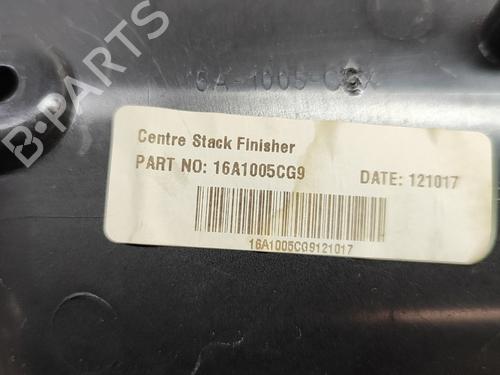 B-PARTS
Centre Stack Finisher
PART NO: 16A1005CG9
DATE: 121017
16A1005CG9121017